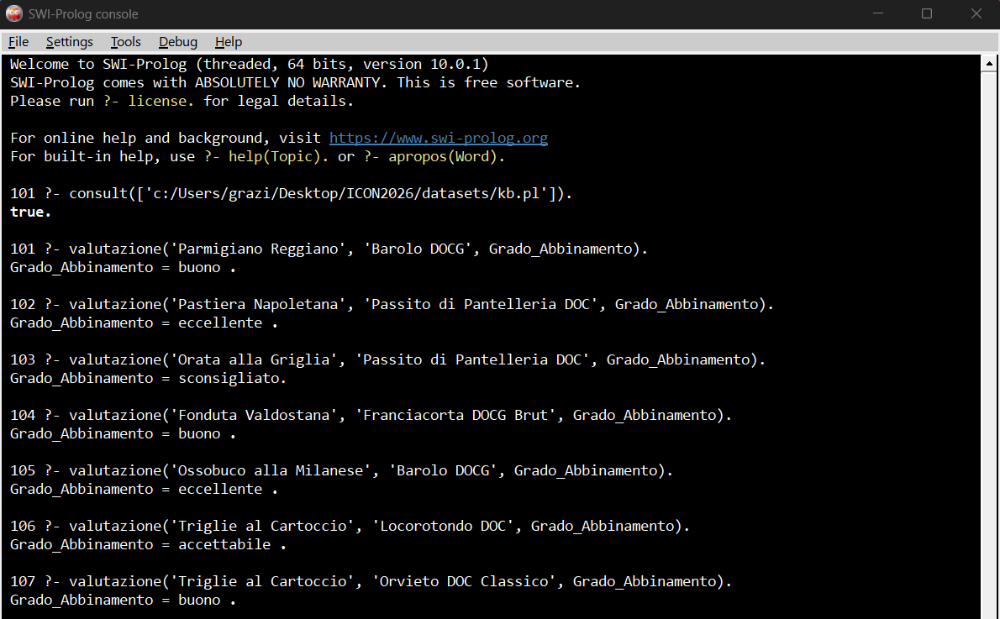 SWI-Prolog console
File Settings Tools Debug Help
Welcome to SWI-Prolog (threaded, 64 bits, version 10.0.1)
SWI-Prolog comes with ABSOLUTELY NO WARRANTY. This is free software.
Please run ?- license. for legal details.
For online help and background, visit https://www.swi-prolog.org
For built-in help, use ?- help(Topic). or ?- apropos(Word).
101 ?- consult(['c:/Users/grazi/Desktop/ICON2026/datasets/kb.pl']).
true.
101 ?- valutazione('Parmigiano Reggiano', 'Barolo DOCG', Grado_Abbinamento).
Grado_Abbinamento = buono .
102 ?- valutazione('Pastiera Napoletana', 'Passito di Pantelleria DOC', Grado_Abbinamento).
Grado_Abbinamento = eccellente .
103 ?- valutazione('Orata alla Griglia', 'Passito di Pantelleria DOC', Grado_Abbinamento).
Grado_Abbinamento = sconsigliato.
104 ?- valutazione('Fonduta Valdostana', 'Franciacorta DOCG Brut', Grado_Abbinamento).
Grado_Abbinamento = buono .
105 ?- valutazione('Ossobuco alla Milanese', 'Barolo DOCG', Grado_Abbinamento).
Grado_Abbinamento = eccellente .
106 ?- valutazione('Triglie al Cartoccio', 'Locorotondo DOC', Grado_Abbinamento).
Grado_Abbinamento = accettabile .
107 ?- valutazione('Triglie al Cartoccio', 'Orvieto DOC Classico', Grado_Abbinamento).
Grado_Abbinamento = buono .